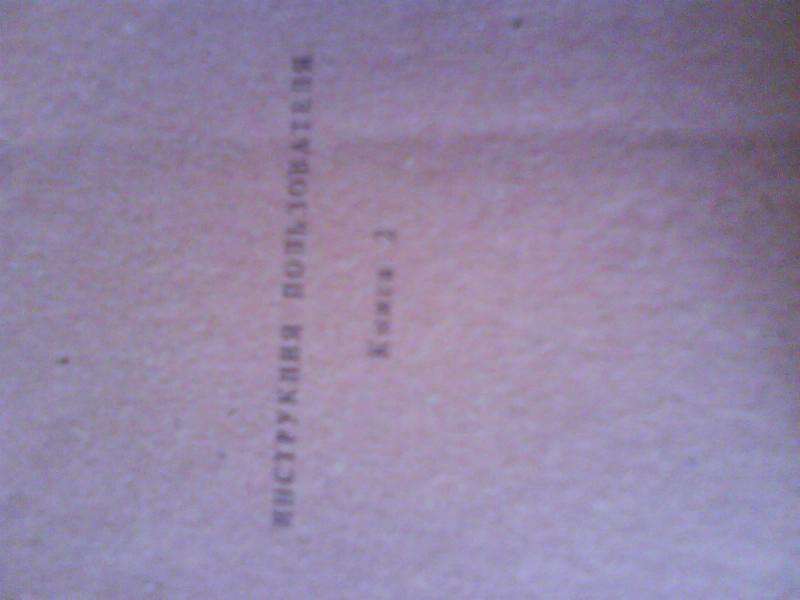 ИНСТРУКЦИЯ ПОЛЬЗОВАТЕЛЯ
Книга 2